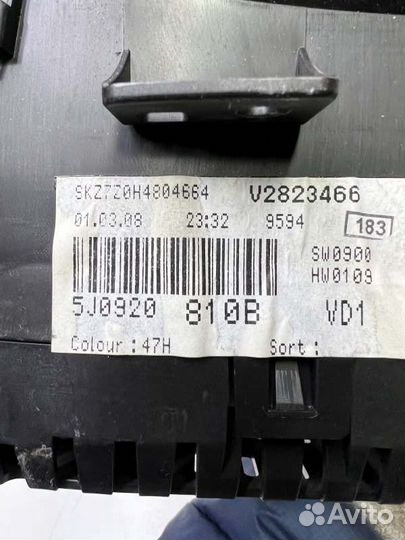 SKZ7Z0H4804664 V2823466
01.03.08 23:32 9594 183
SW0900
HW0109
5J0920 810B VD1
Colour : 47H Sort :
Avito